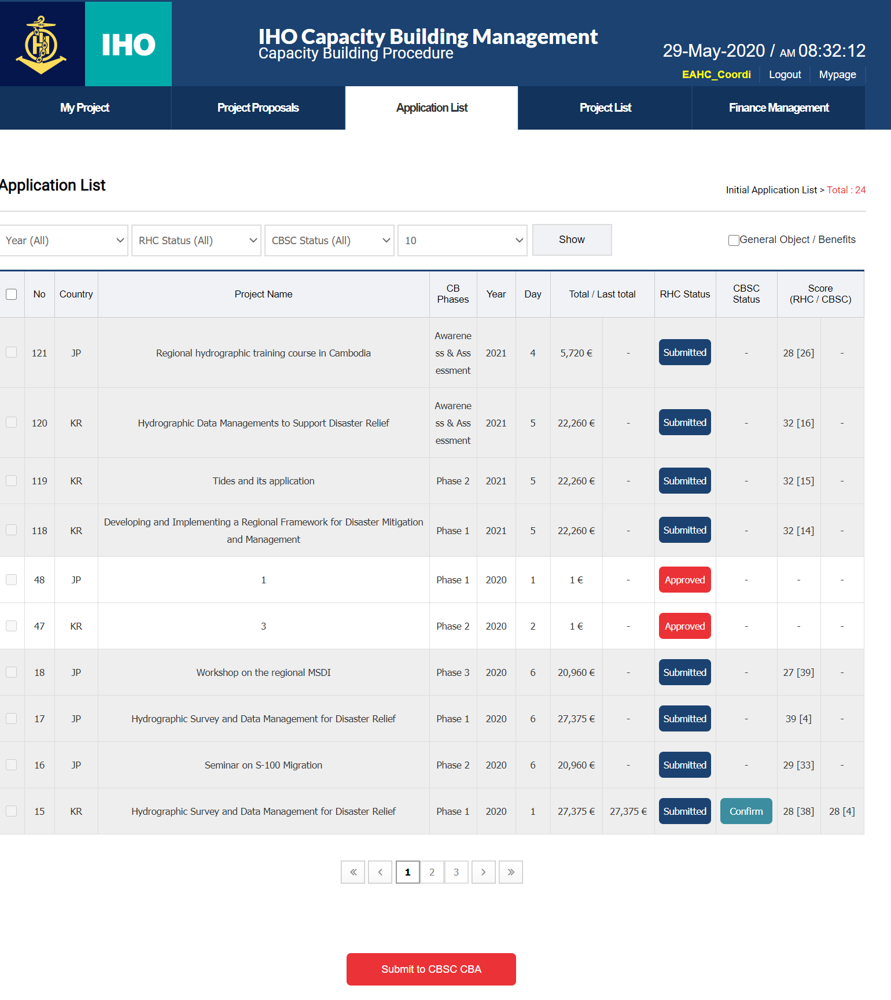 1921
IHO
IHO Capacity Building Management
Capacity Building Procedure
29-May-2020 / AM 08:32:12
EAHC_Coordi Logout Mypage
My Project Project Proposals Application List Project List Finance Management
Application List
Initial Application List > Total : 24
Year (All) RHC Status (All) CBSC Status (All) 10 Show General Object / Benefits
No Country Project Name CB Phases Year Day Total / Last total RHC Status CBSC Status Score (RHC / CBSC)
121 JP Regional hydrographic training course in Cambodia Awareness & Assessment 2021 4 5,720 € - Submitted - 28 [26] -
120 KR Hydrographic Data Managements to Support Disaster Relief Awareness & Assessment 2021 5 22,260 € - Submitted - 32 [16] -
119 KR Tides and its application Phase 2 2021 5 22,260 € - Submitted - 32 [15] -
118 KR Developing and Implementing a Regional Framework for Disaster Mitigation and Management Phase 1 2021 5 22,260 € - Submitted - 32 [14] -
48 JP 1 Phase 1 2020 1 1 € - Approved - - -
47 KR 3 Phase 2 2020 2 1 € - Approved - - -
18 JP Workshop on the regional MSDI Phase 3 2020 6 20,960 € - Submitted - 27 [39] -
17 JP Hydrographic Survey and Data Management for Disaster Relief Phase 1 2020 6 27,375 € - Submitted - 39 [4] -
16 JP Seminar on S-100 Migration Phase 2 2020 6 20,960 € - Submitted - 29 [33] -
15 KR Hydrographic Survey and Data Management for Disaster Relief Phase 1 2020 1 27,375 € 27,375 € Submitted Confirm 28 [38] 28 [4]
« ‹ 1 2 3 › »
Submit to CBSC CBA